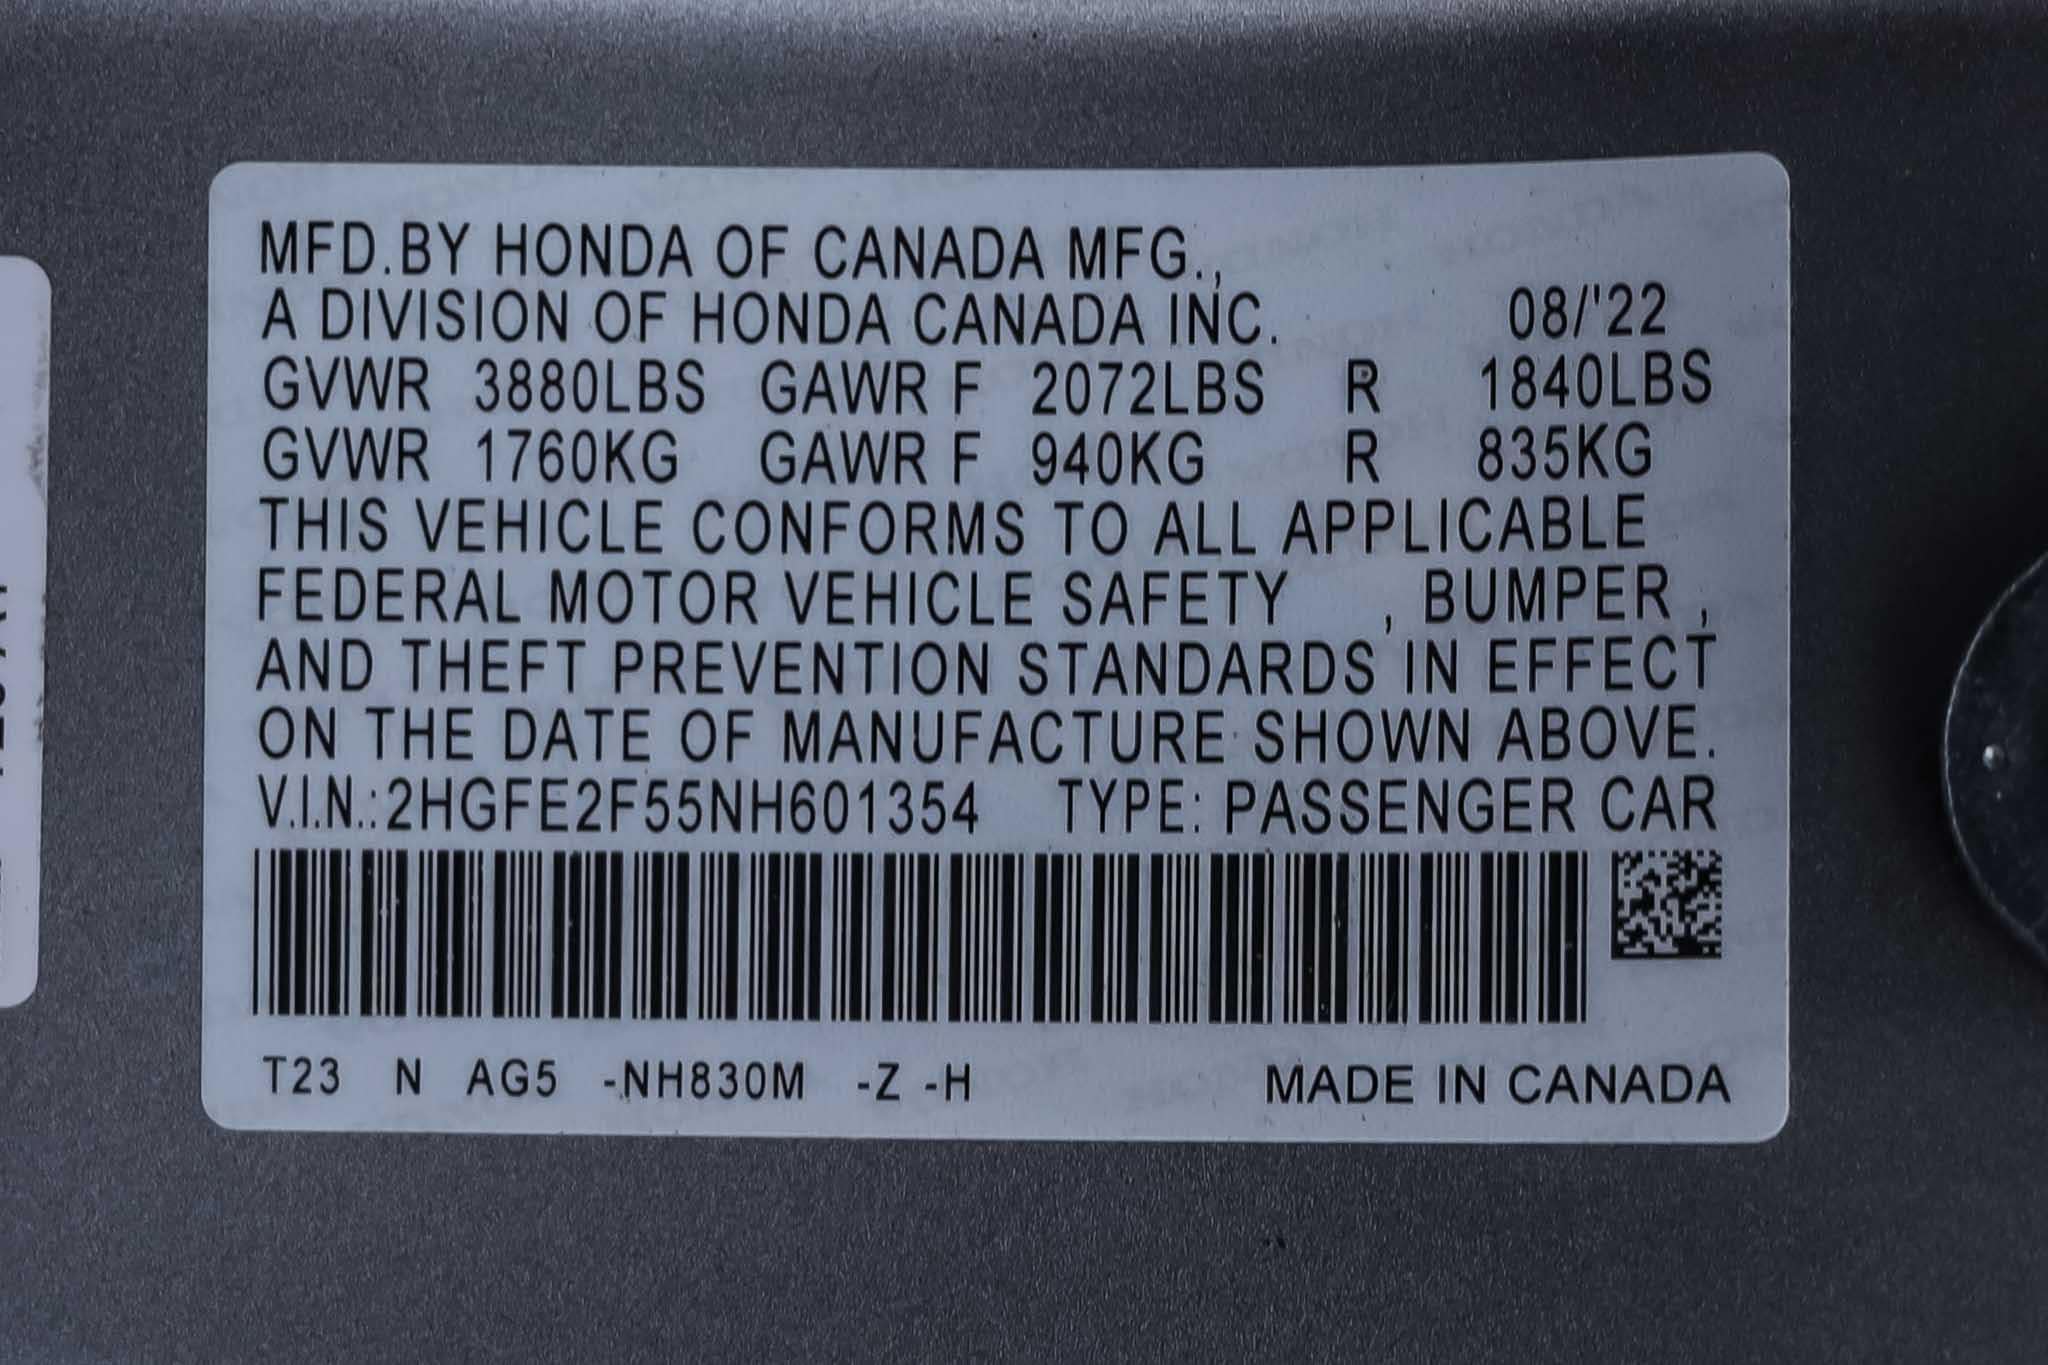 MFD.BY HONDA OF CANADA MFG.,
A DIVISION OF HONDA CANADA INC. 08/'22
GVWR 3880LBS GAWR F 2072LBS R 1840LBS
GVWR 1760KG GAWR F 940KG R 835KG
THIS VEHICLE CONFORMS TO ALL APPLICABLE
FEDERAL MOTOR VEHICLE SAFETY , BUMPER ,
AND THEFT PREVENTION STANDARDS IN EFFECT
ON THE DATE OF MANUFACTURE SHOWN ABOVE.
V.I.N.:2HGFE2F55NH601354 TYPE: PASSENGER CAR
T23 N AG5 -NH830M -Z -H MADE IN CANADA